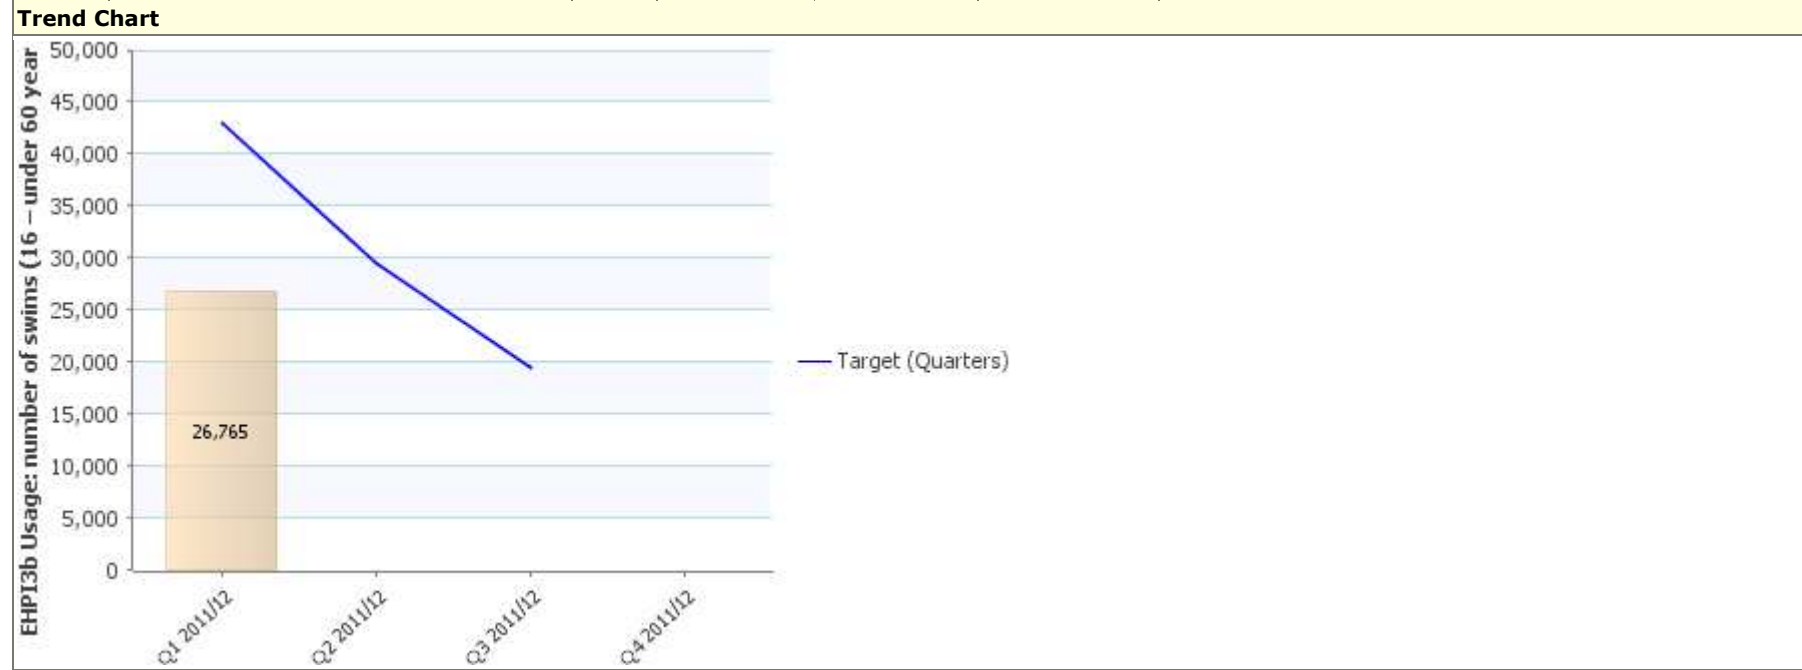 Trend Chart
EHPI3b Usage: number of swims (16 – under 60 year
50,000
45,000
40,000
35,000
30,000
25,000
20,000
15,000
10,000
5,000
0
26,765
Q1 2011/12
Q2 2011/12
Q3 2011/12
Q4 2011/12
Target (Quarters)